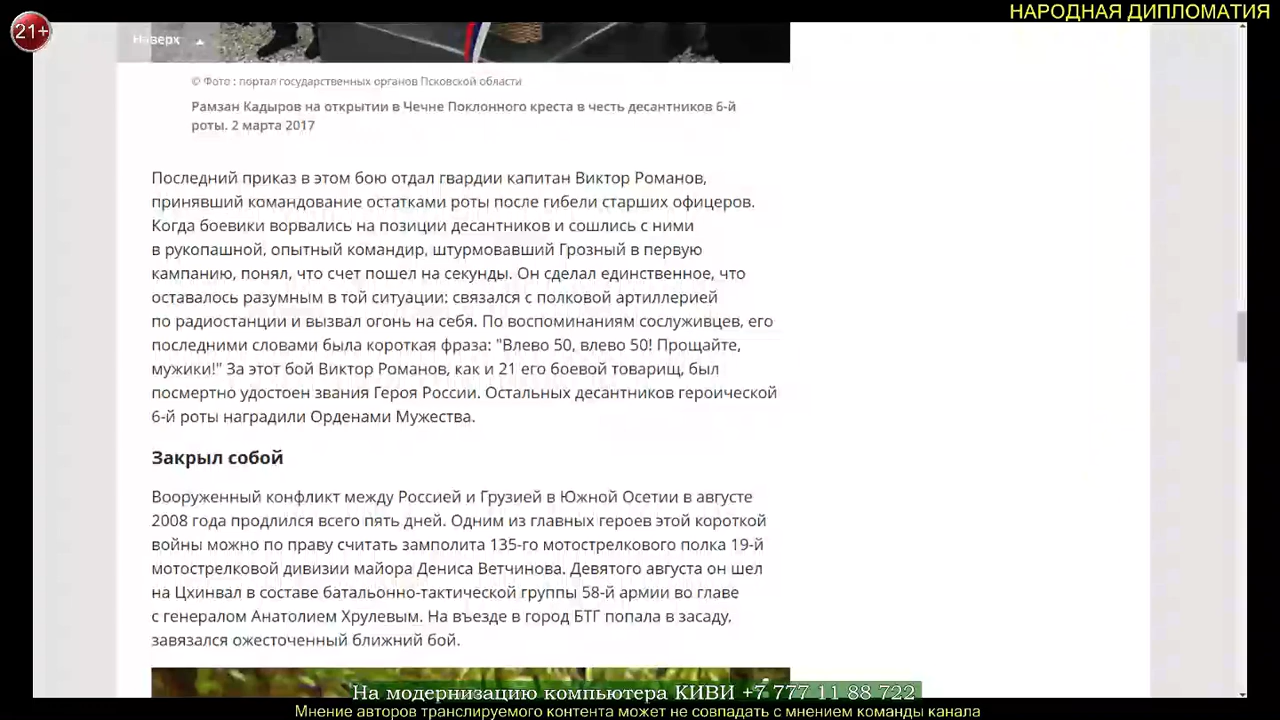 НАРОДНАЯ ДИПЛОМАТИЯ
21+
Наверх
© Фото : портал государственных органов Псковской области
Рамзан Кадыров на открытии в Чечне Поклонного креста в честь десантников 6-й
роты. 2 марта 2017
Последний приказ в этом бою отдал гвардии капитан Виктор Романов,
принявший командование остатками роты после гибели старших офицеров.
Когда боевики ворвались на позиции десантников и сошлись с ними
в рукопашной, опытный командир, штурмовавший Грозный в первую
кампанию, понял, что счет пошел на секунды. Он сделал единственное, что
оставалось разумным в той ситуации: связался с полковой артиллерией
по радиостанции и вызвал огонь на себя. По воспоминаниям сослуживцев, его
последними словами была короткая фраза: "Влево 50, влево 50! Прощайте,
мужики!" За этот бой Виктор Романов, как и 21 его боевой товарищ, был
посмертно удостоен звания Героя России. Остальных десантников героической
6-й роты наградили Орденами Мужества.
Закрыл собой
Вооруженный конфликт между Россией и Грузией в Южной Осетии в августе
2008 года продлился всего пять дней. Одним из главных героев этой короткой
войны можно по праву считать замполита 135-го мотострелкового полка 19-й
мотострелковой дивизии майора Дениса Ветчинова. Девятого августа он шел
на Цхинвал в составе батальонно-тактической группы 58-й армии во главе
с генералом Анатолием Хрулевым. На въезде в город БТГ попала в засаду,
завязался ожесточенный ближний бой.
На модернизацию компьютера КИВИ +7 777 11 88 722
Мнение авторов транслируемого контента может не совпадать с мнением команды канала